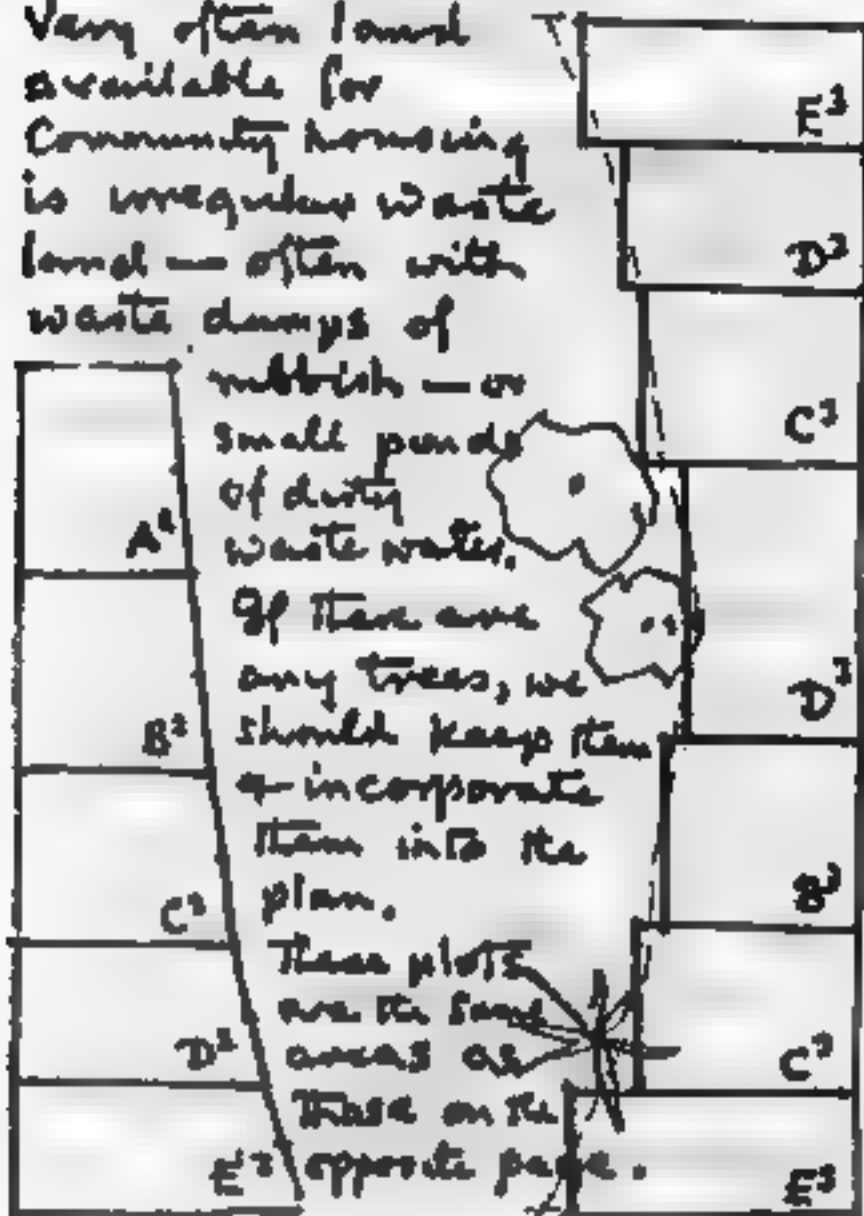 Very often land
available for
Community housing
is irregular waste
land — often with
waste dumps of
rubbish — or
small ponds
of dirty
waste water.
If there are
any trees, we
should keep them
& incorporate
them into the
plan.
These plots
are the same
areas as
those on the
opposite page.
A²
B²
C²
D²
E²
E³
D³
C³
D³
B³
C³
E³